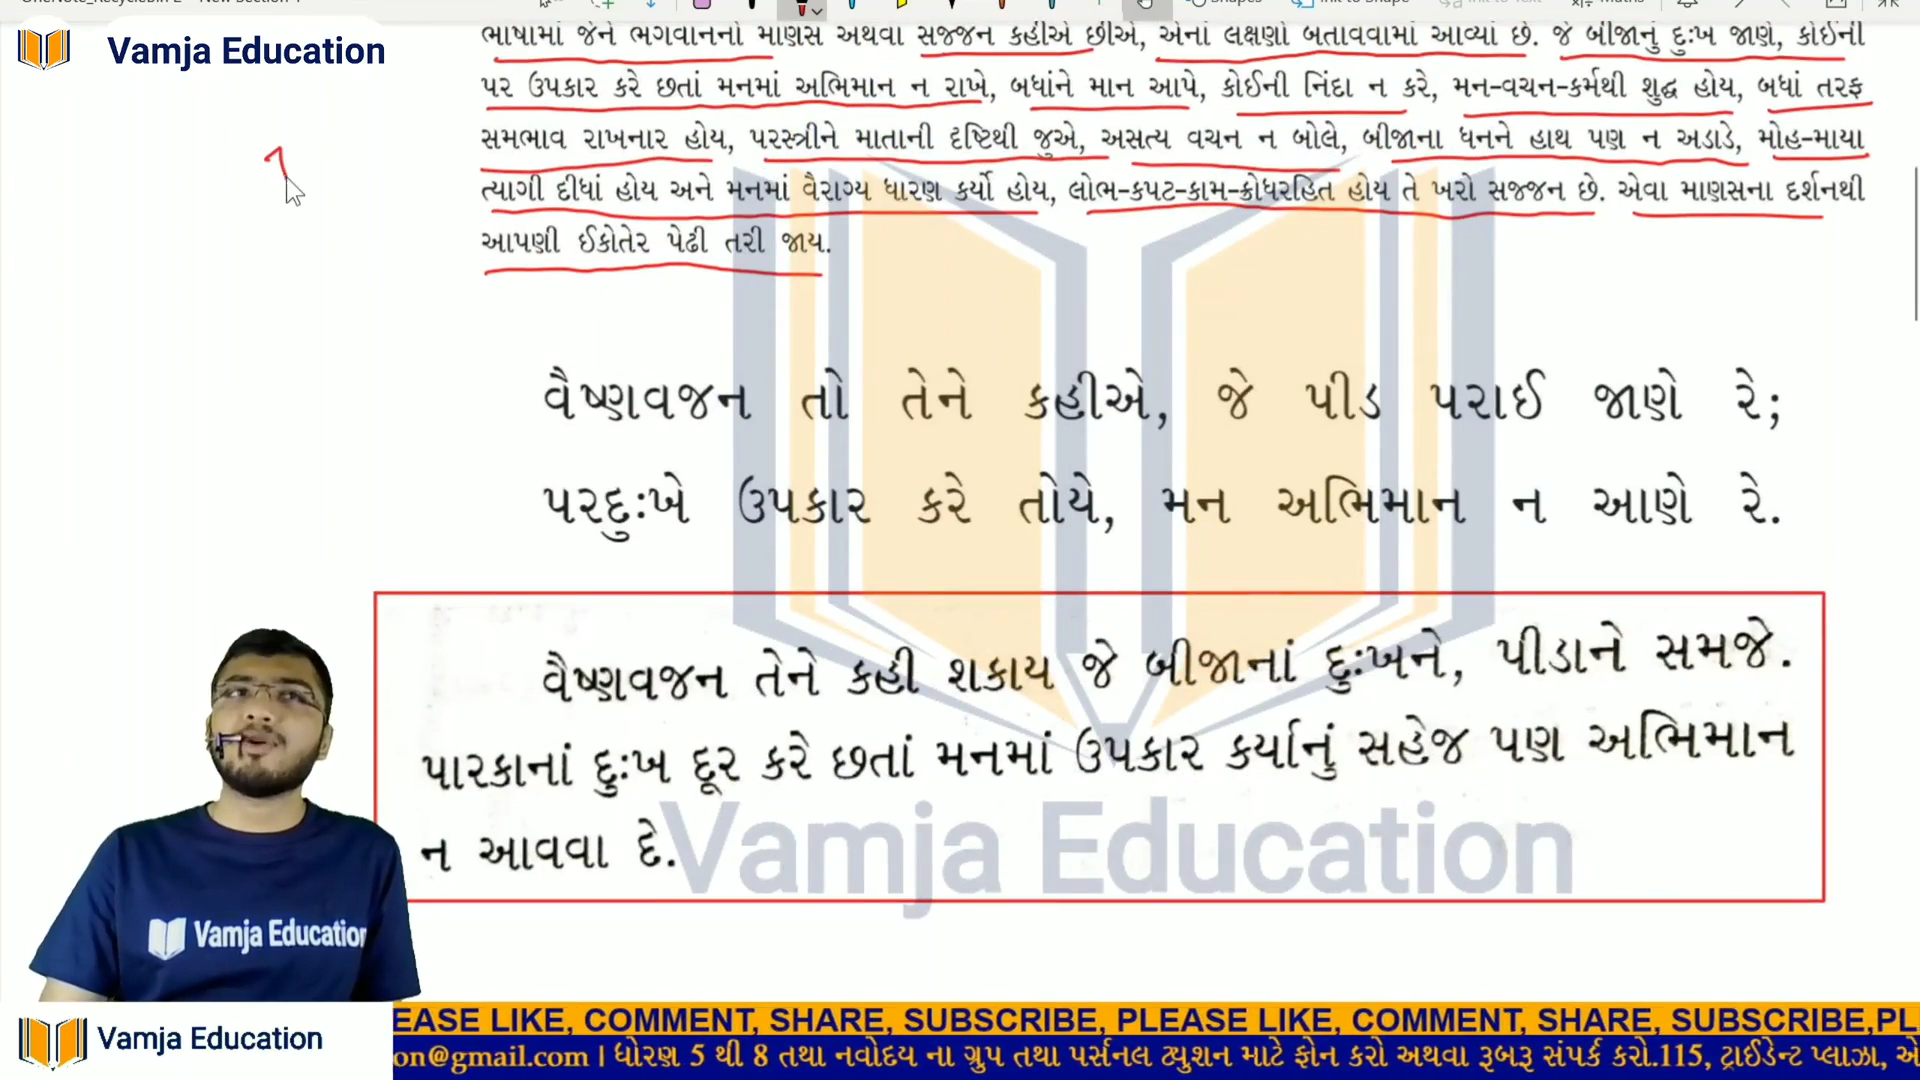 Vamja Education
ભાષામાં જેને ભગવાનનો માણસ અથવા સજ્જન કહીએ છીએ, એનાં લક્ષણો બતાવવામાં આવ્યાં છે. જે બીજાનું દુઃખ જાણે, કોઈની
પર ઉપકાર કરે છતાં મનમાં અભિમાન ન રાખે, બધાંને માન આપે, કોઈની નિંદા ન કરે, મન-વચન-કર્મથી શુદ્ધ હોય, બધાં તરફ
સમભાવ રાખનાર હોય, પરસ્ત્રીને માતાની દૃષ્ટિથી જુએ, અસત્ય વચન ન બોલે, બીજાના ધનને હાથ પણ ન અડાડે, મોહ-માયા
ત્યાગી દીધાં હોય અને મનમાં વૈરાગ્ય ધારણ કર્યો હોય, લોભ-કપટ-કામ-ક્રોધરહિત હોય તે ખરો સજ્જન છે. એવા માણસના દર્શનથી
આપણી ઈકોતેર પેઢી તરી જાય.
વૈષ્ણવજન તો તેને કહીએ, જે પીડ પરાઈ જાણે રે;
પરદુઃખે ઉપકાર કરે તોયે, મન અભિમાન ન આણે રે.
વૈષ્ણવજન તેને કહી શકાય જે બીજાનાં દુઃખને, પીડાને સમજે.
પારકાનાં દુઃખ દૂર કરે છતાં મનમાં ઉપકાર કર્યાનું સહેજ પણ અભિમાન
ન આવવા દે.
Vamja Education
Vamja Education
Vamja Education
EASE LIKE, COMMENT, SHARE, SUBSCRIBE, PLEASE LIKE, COMMENT, SHARE, SUBSCRIBE,PL
on@gmail.com | ધોરણ 5 થી 8 તથા નવોદય ના ગ્રુપ તથા પર્સનલ ટ્યુશન માટે ફોન કરો અથવા રૂબરૂ સંપર્ક કરો.115, ટ્રાઈડેન્ટ પ્લાઝા, એ